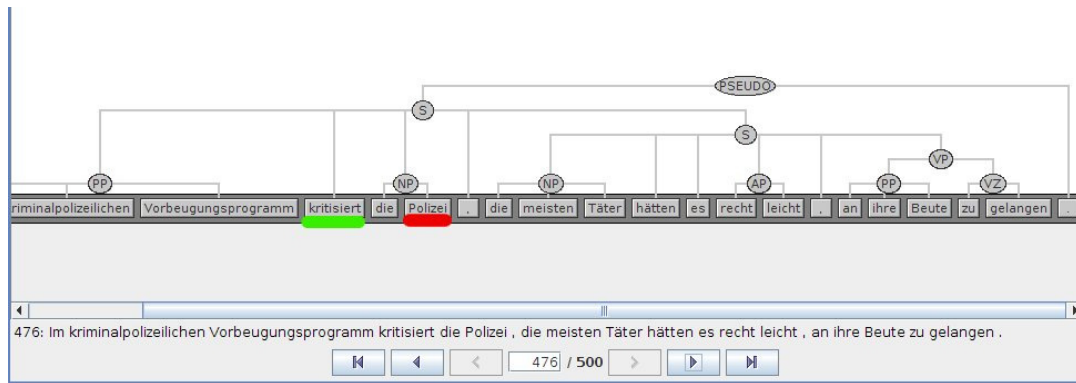 PSEUDO
S
S
VP
PP NP NP AP PP VZ
riminalpolizeilichen Vorbeugungsprogramm kritisiert die Polizei , die meisten Täter hätten es recht leicht , an ihre Beute zu gelangen .
476: Im kriminalpolizeilichen Vorbeugungsprogramm kritisiert die Polizei , die meisten Täter hätten es recht leicht , an ihre Beute zu gelangen .
476 / 500